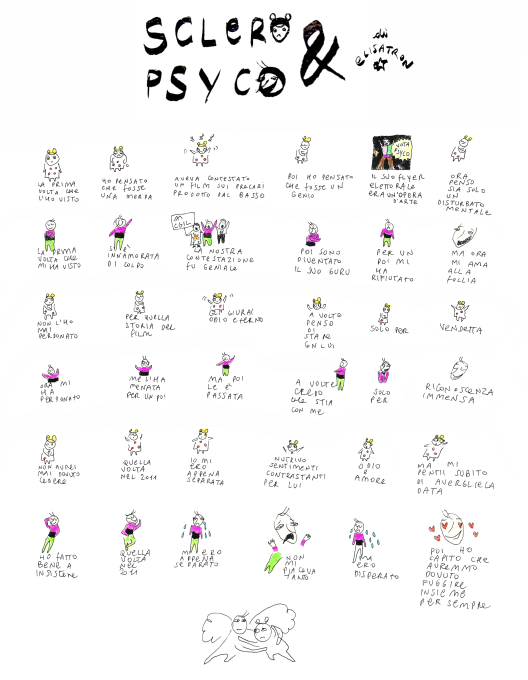 SCLERO & PSYCO
di ELISATRON
LA PRIMA VOLTA CHE L'HO VISTO
HO PENSATO CHE FOSSE UNA MERDA
AVEVA CONTESTATO UN FILM SUI PRECARI PRODOTTO DAL BASSO
POI HO PENSATO CHE FOSSE UN GENIO
VOTA PSYCO
IL SUO FLYER ELETTORALE ERA UN'OPERA D'ARTE
ORA PENSO SIA SOLO UN DISTURBATO MENTALE
LA PRIMA VOLTA CHE MI HA VISTO
SI È INNAMORATA DI COLPO
CGIL
LA NOSTRA CONTESTAZIONE FU GENIALE
POI SONO DIVENTATO IL SUO GURU
PER UN POI MI HA RIFIUTATO
MA ORA MI AMA ALLA FOLLIA
NON L'HO MAI PERDONATO
PER QUELLA STORIA DEL FILM
GLI GIURAI ODIO ETERNO
A VOLTE PENSO DI STARE CON LUI
SOLO PER
VENDETTA
ORA MI HA PERDONATO
ME L'HA MENATA PER UN POI
MA POI LE È PASSATA
A VOLTE CREDO CHE STIA CON ME
SOLO PER
RICONOSCENZA IMMENSA
NON AVREI MAI DOVUTO CEDERE
QUELLA VOLTA NEL 2011
IO MI ERO APPENA SEPARATA
NUTRIVO SENTIMENTI CONTRASTANTI PER LUI
ODIO E AMORE
MA MI PENTII SUBITO DI AVERGLIELA DATA
HO FATTO BENE A INSISTERE
QUELLA VOLTA NEL 2011
MI ERO APPENA SEPARATO
NON MI PIACEVA TANTO
MA ERO DISPERATO
POI HO CAPITO CHE AVREMMO DOVUTO FUGGIRE INSIEME PER SEMPRE